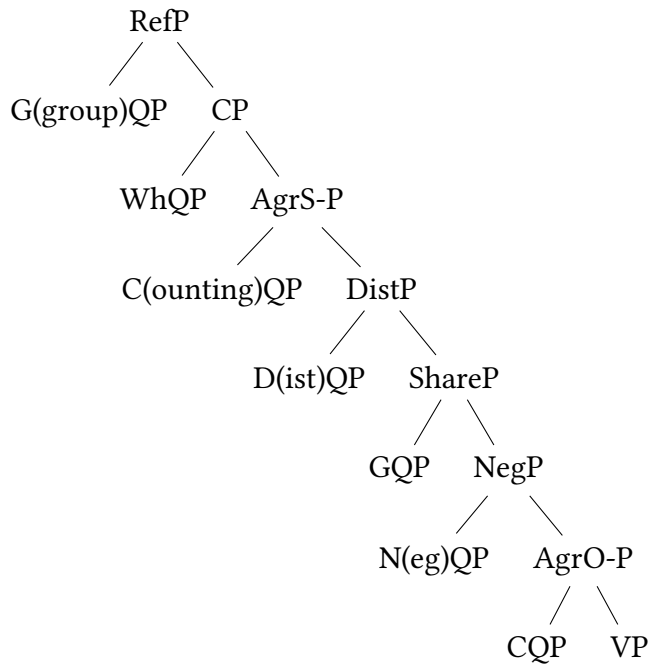 RefP
G(group)QP CP
WhQP AgrS-P
C(ounting)QP DistP
D(ist)QP ShareP
GQP NegP
N(eg)QP AgrO-P
CQP VP